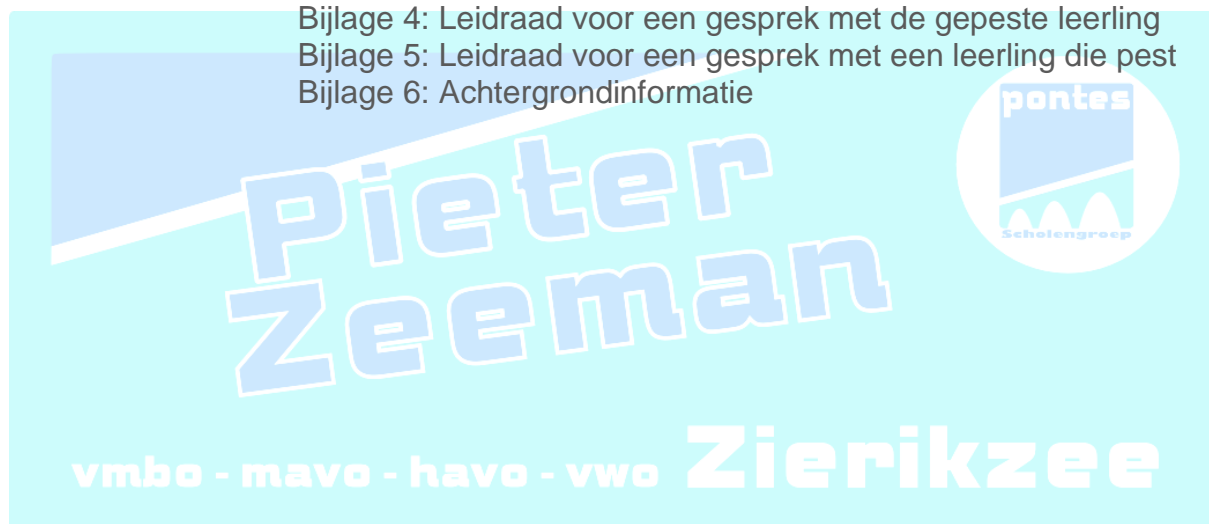 Bijlage 4: Leidraad voor een gesprek met de gepeste leerling
Bijlage 5: Leidraad voor een gesprek met een leerling die pest
Bijlage 6: Achtergrondinformatie
pontes
Scholengroep
Pieter
Zeeman
vmbo - mavo - havo - vwo Zierikzee